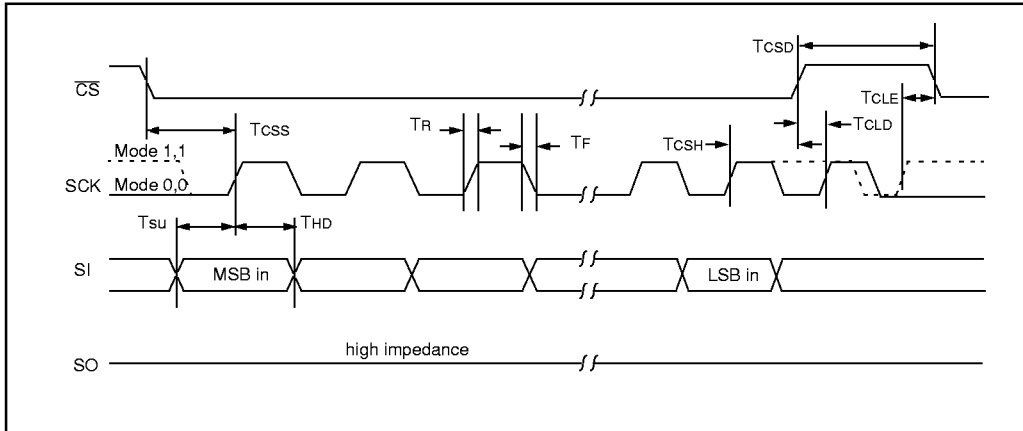 TCSD
CS
TCLE
TCSS
TR
TF
TCSH
TCLD
Mode 1,1
SCK
Mode 0,0
TSU
THD
SI
MSB in
LSB in
high impedance
SO